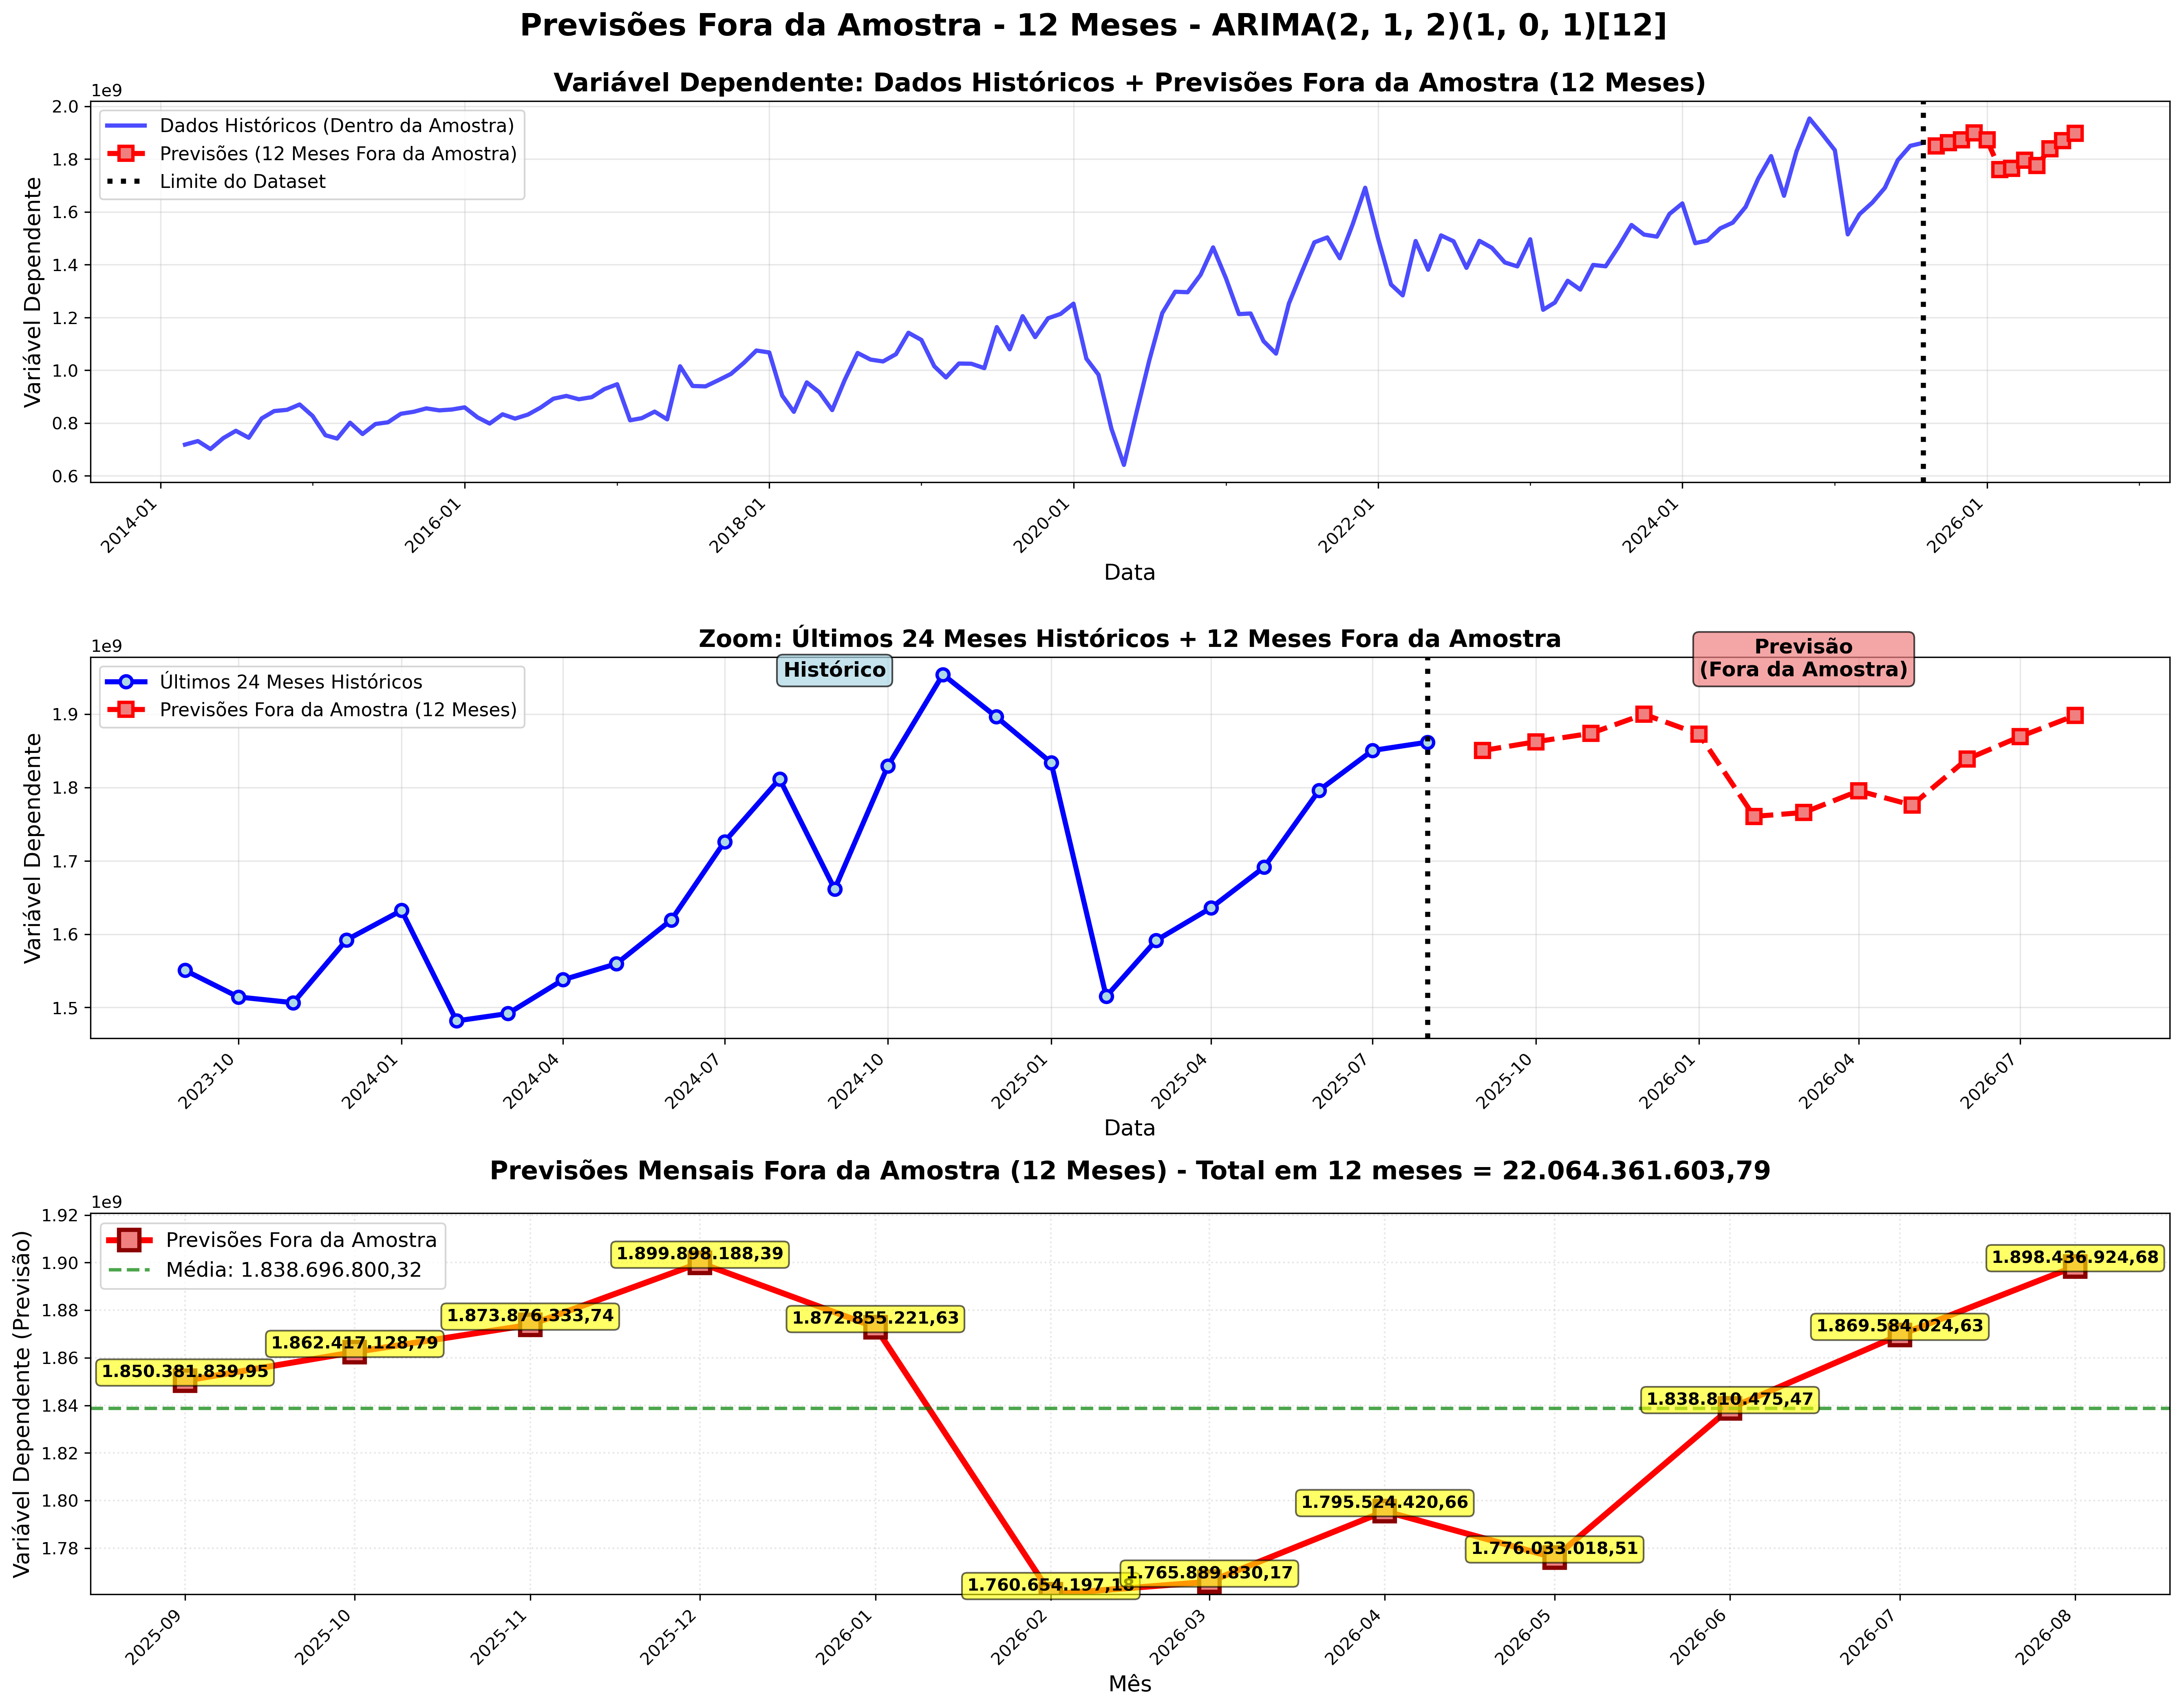 Previsões Fora da Amostra - 12 Meses - ARIMA(2, 1, 2)(1, 0, 1)[12]
Variável Dependente: Dados Históricos + Previsões Fora da Amostra (12 Meses)
1e9
Dados Históricos (Dentro da Amostra)
Previsões (12 Meses Fora da Amostra)
Limite do Dataset
Variável Dependente
2.0
1.8
1.6
1.4
1.2
1.0
0.8
0.6
2014-01
2016-01
2018-01
2020-01
2022-01
2024-01
2026-01
Data
Zoom: Últimos 24 Meses Históricos + 12 Meses Fora da Amostra
1e9
Últimos 24 Meses Históricos
Previsões Fora da Amostra (12 Meses)
Histórico
Previsão
(Fora da Amostra)
Variável Dependente
1.9
1.8
1.7
1.6
1.5
2023-10
2024-01
2024-04
2024-07
2024-10
2025-01
2025-04
2025-07
2025-10
2026-01
2026-04
2026-07
Data
Previsões Mensais Fora da Amostra (12 Meses) - Total em 12 meses = 22.064.361.603,79
1e9
Previsões Fora da Amostra
Média: 1.838.696.800,32
Variável Dependente (Previsão)
1.92
1.90
1.88
1.86
1.84
1.82
1.80
1.78
1.850.381.839,95
1.862.417.128,79
1.873.876.333,74
1.899.898.188,39
1.872.855.221,63
1.760.654.197,18
1.765.889.830,17
1.795.524.420,66
1.776.033.018,51
1.838.810.475,47
1.869.584.024,63
1.898.436.924,68
2025-09
2025-10
2025-11
2025-12
2026-01
2026-02
2026-03
2026-04
2026-05
2026-06
2026-07
2026-08
Mês